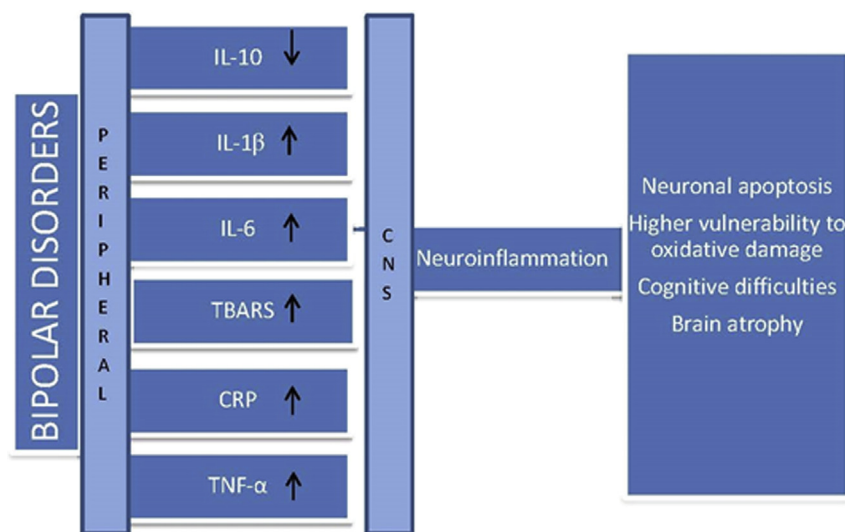 BIPOLAR DISORDERS
PERIPHERAL
IL-10 ↓
IL-1β ↑
IL-6 ↑
TBARS ↑
CRP ↑
TNF-α ↑
CNS
Neuroinflammation
Neuronal apoptosis
Higher vulnerability to
oxidative damage
Cognitive difficulties
Brain atrophy